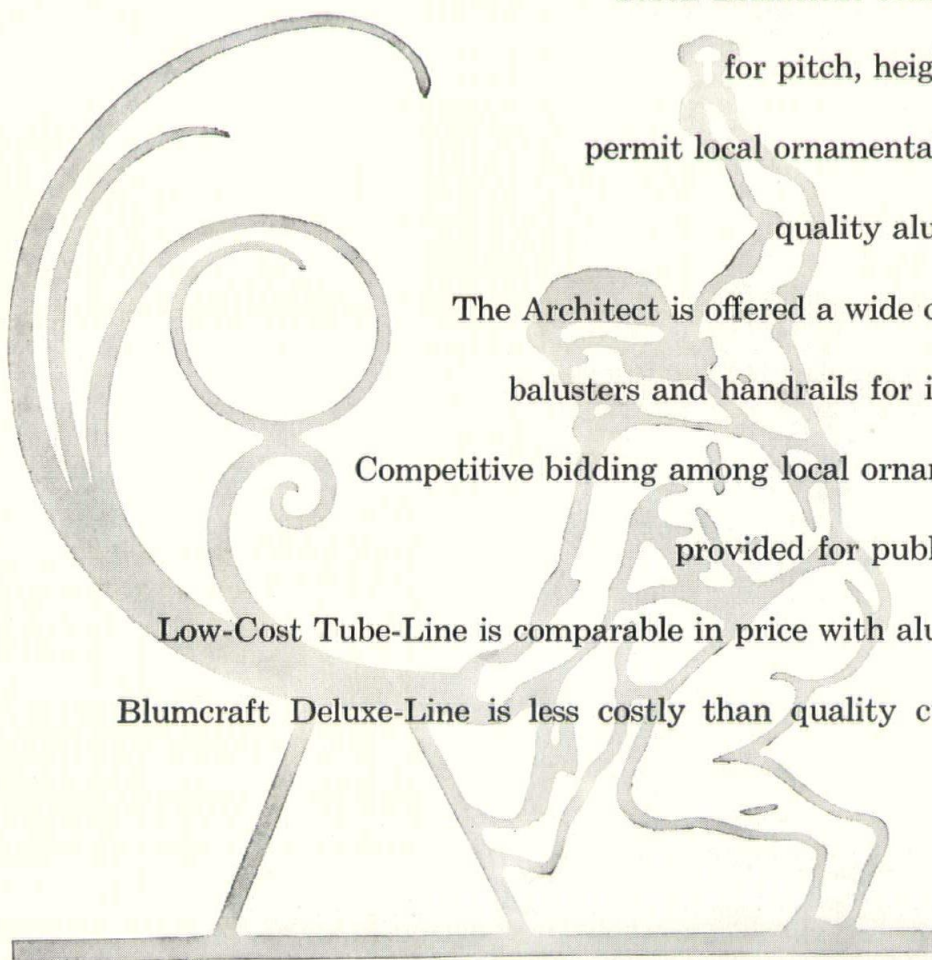 for pitch, heig
permit local ornamenta
quality alu
The Architect is offered a wide
balusters and handrails for i
Competitive bidding among local ornar
provided for publ
Low-Cost Tube-Line is comparable in price with alu
Blumcraft Deluxe-Line is less costly than quality c